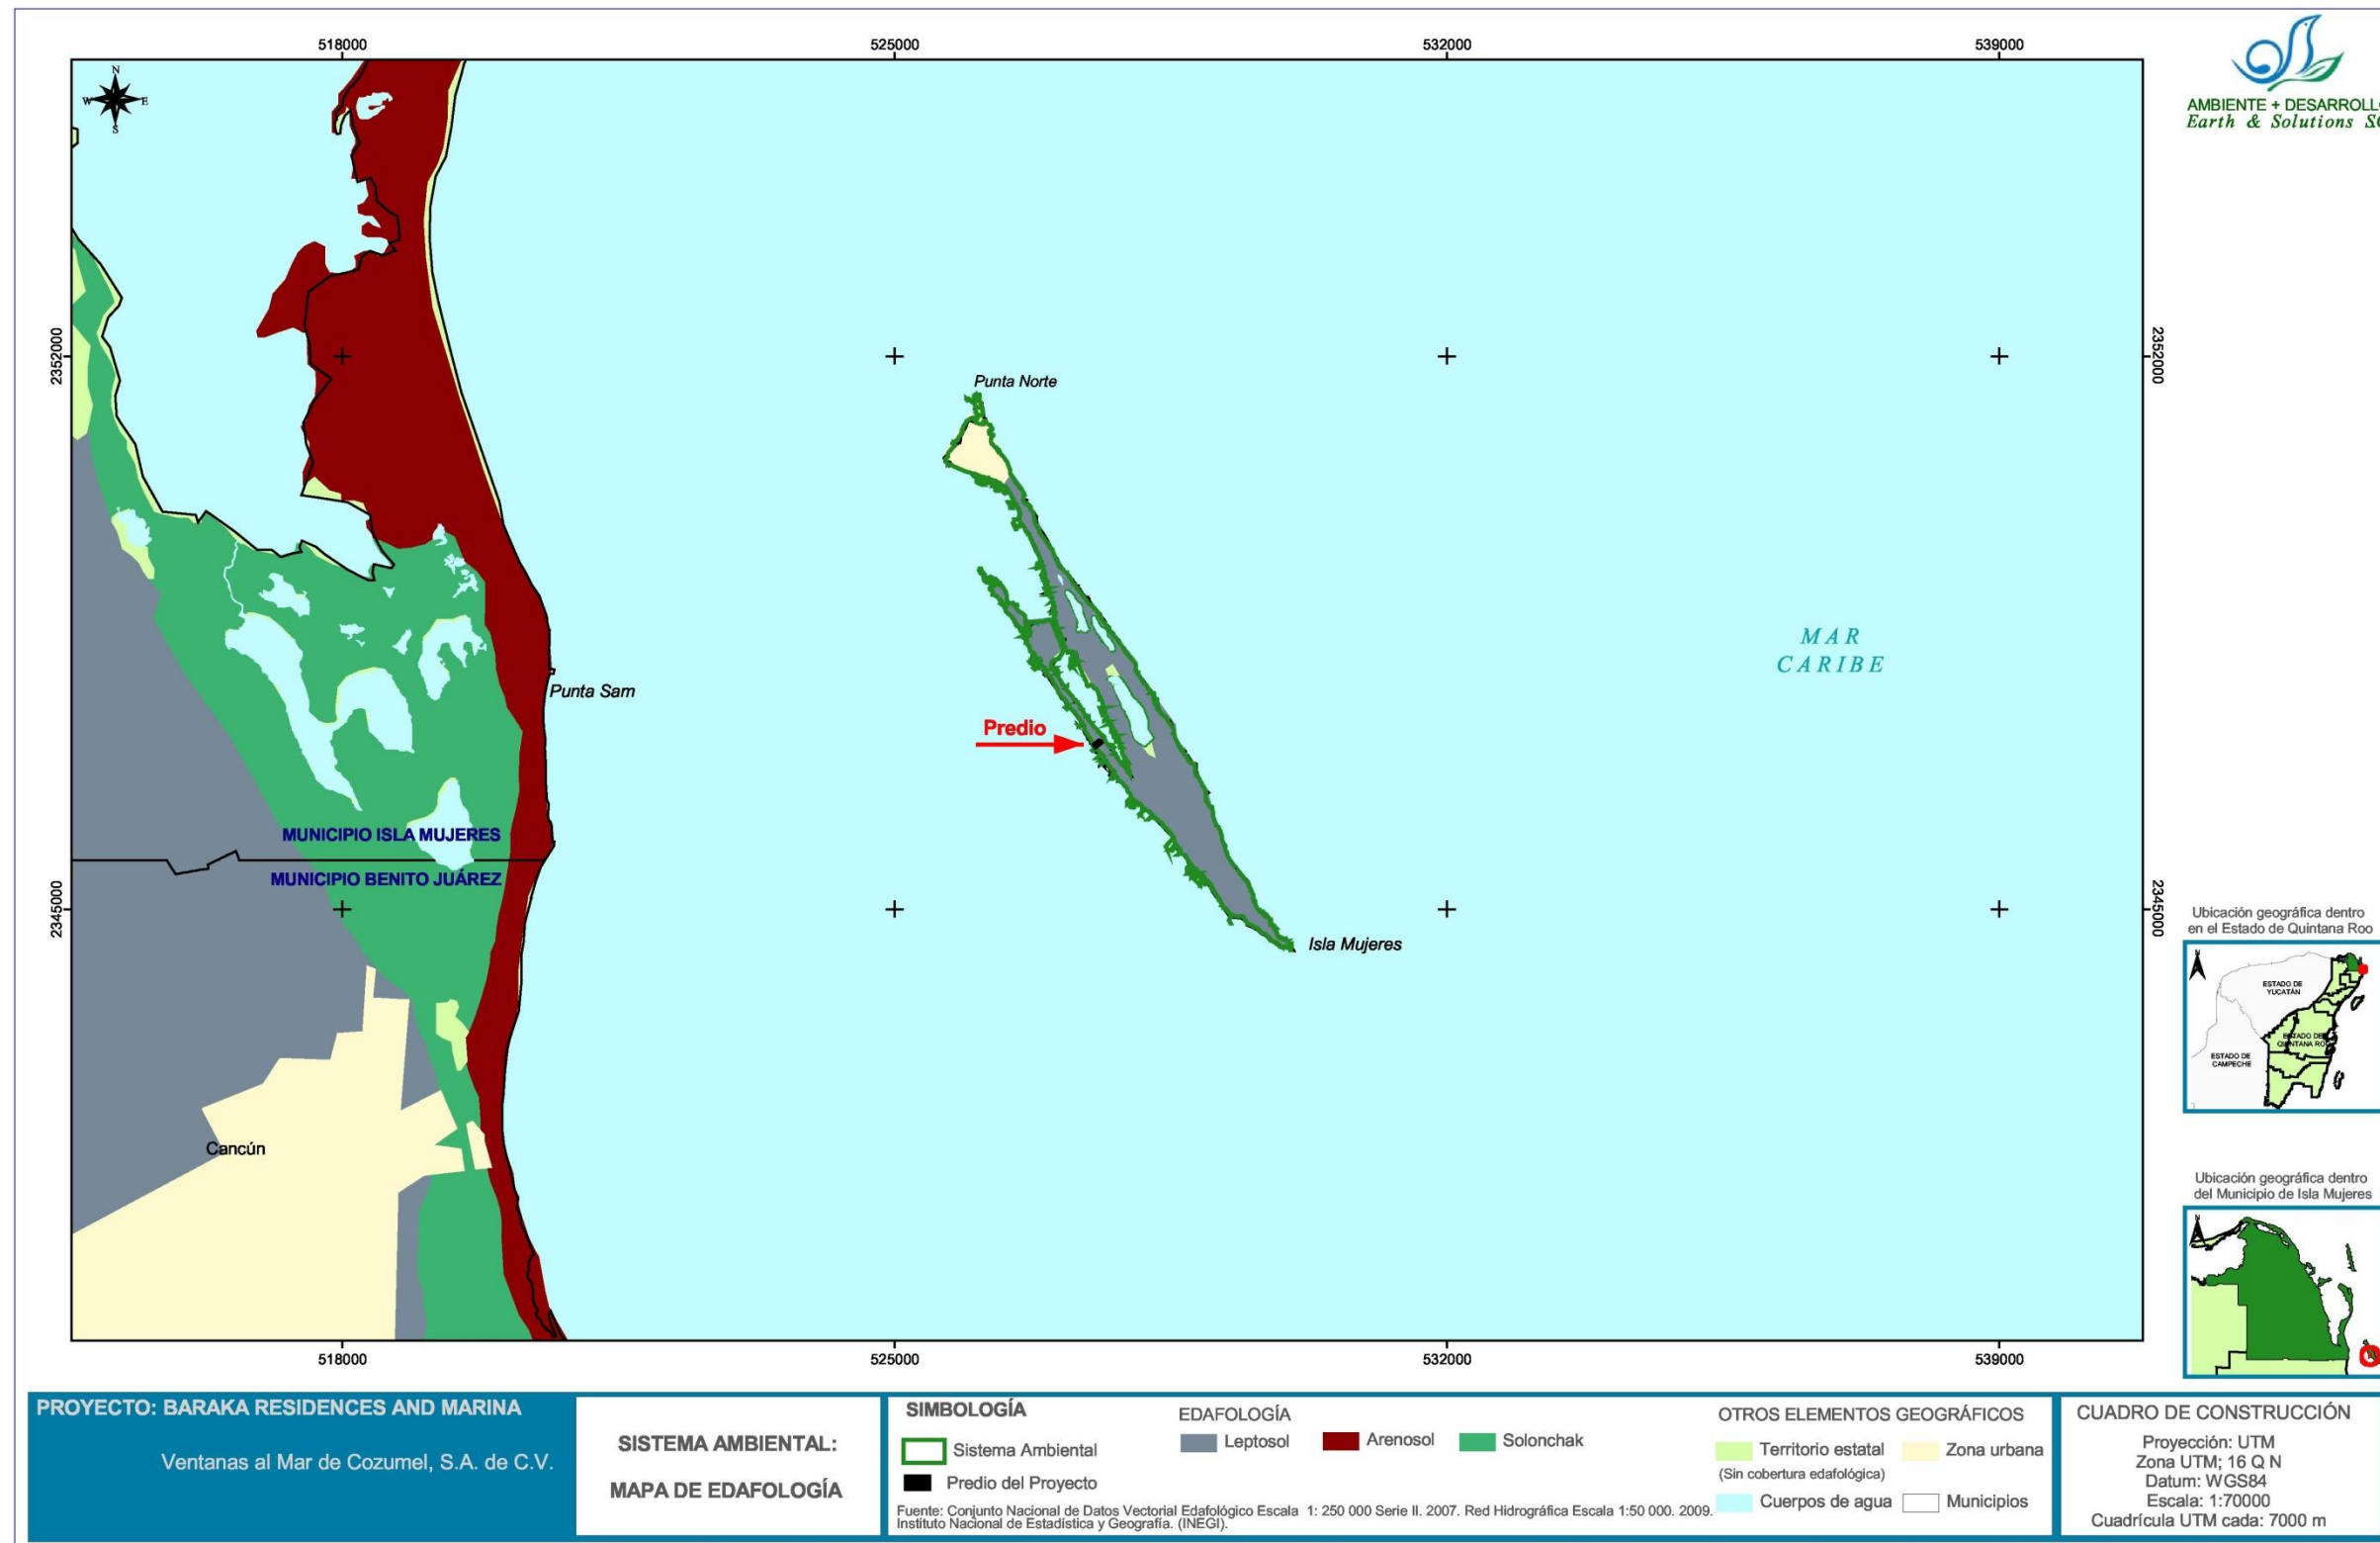 518000
525000
532000
539000
AMBIENTE + DESARROLLO
Earth & Solutions
N
W
E
S
2352000
2352000
Punta Norte
MAR
CARIBE
Punta Sam
Predio
MUNICIPIO ISLA MUJERES
MUNICIPIO BENITO JUÁREZ
2345000
2345000
Isla Mujeres
Cancún
Ubicación geográfica dentro
en el Estado de Quintana Roo
N
ESTADO DE
YUCATÁN
ESTADO DE
QUINTANA ROO
ESTADO DE
CAMPECHE
Ubicación geográfica dentro
del Municipio de Isla Mujeres
N
518000
525000
532000
539000
PROYECTO: BARAKA RESIDENCES AND MARINA
Ventanas al Mar de Cozumel, S.A. de C.V.
SISTEMA AMBIENTAL:
MAPA DE EDAFOLOGÍA
SIMBOLOGÍA
Sistema Ambiental
Predio del Proyecto
EDAFOLOGÍA
Leptosol
Arenosol
Solonchak
Fuente: Conjunto Nacional de Datos Vectorial Edafológico Escala 1: 250 000 Serie II. 2007. Red Hidrográfica Escala 1:50 000. 2009.
Instituto Nacional de Estadística y Geografía. (INEGI).
OTROS ELEMENTOS GEOGRÁFICOS
Territorio estatal
(Sin cobertura edafológica)
Zona urbana
Cuerpos de agua
Municipios
CUADRO DE CONSTRUCCIÓN
Proyección: UTM
Zona UTM; 16 Q N
Datum: WGS84
Escala: 1:70000
Cuadrícula UTM cada: 7000 m